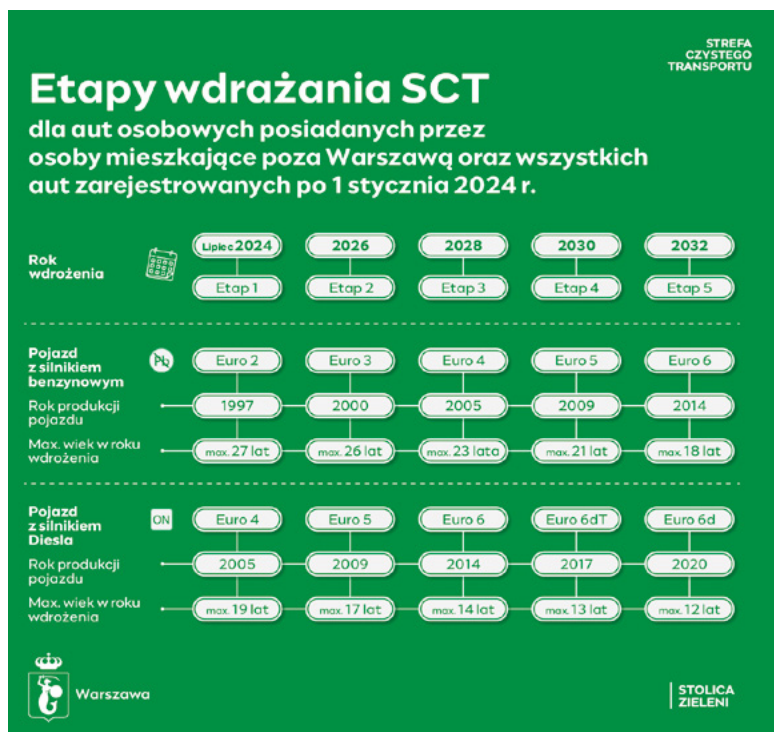 STREFA
CZYSTEGO
TRANSPORTU
Etapy wdrażania SCT
dla aut osobowych posiadanych przez
osoby mieszkające poza Warszawą oraz wszystkich
aut zarejestrowanych po 1 stycznia 2024 r.
Rok
wdrożenia
Lipiec 2024 2026 2028 2030 2032
Etap 1 Etap 2 Etap 3 Etap 4 Etap 5
Pojazd
z silnikiem
benzynowym
Pb Euro 2 Euro 3 Euro 4 Euro 5 Euro 6
Rok produkcji
pojazdu
1997 2000 2005 2009 2014
Max. wiek w roku
wdrożenia
max. 27 lat max. 26 lat max. 23 lata max. 21 lat max. 18 lat
Pojazd
z silnikiem
Diesla
ON Euro 4 Euro 5 Euro 6 Euro 6dT Euro 6d
Rok produkcji
pojazdu
2005 2009 2014 2017 2020
Max. wiek w roku
wdrożenia
max. 19 lat max. 17 lat max. 14 lat max. 13 lat max. 12 lat
Warszawa
STOLICA
ZIELENI